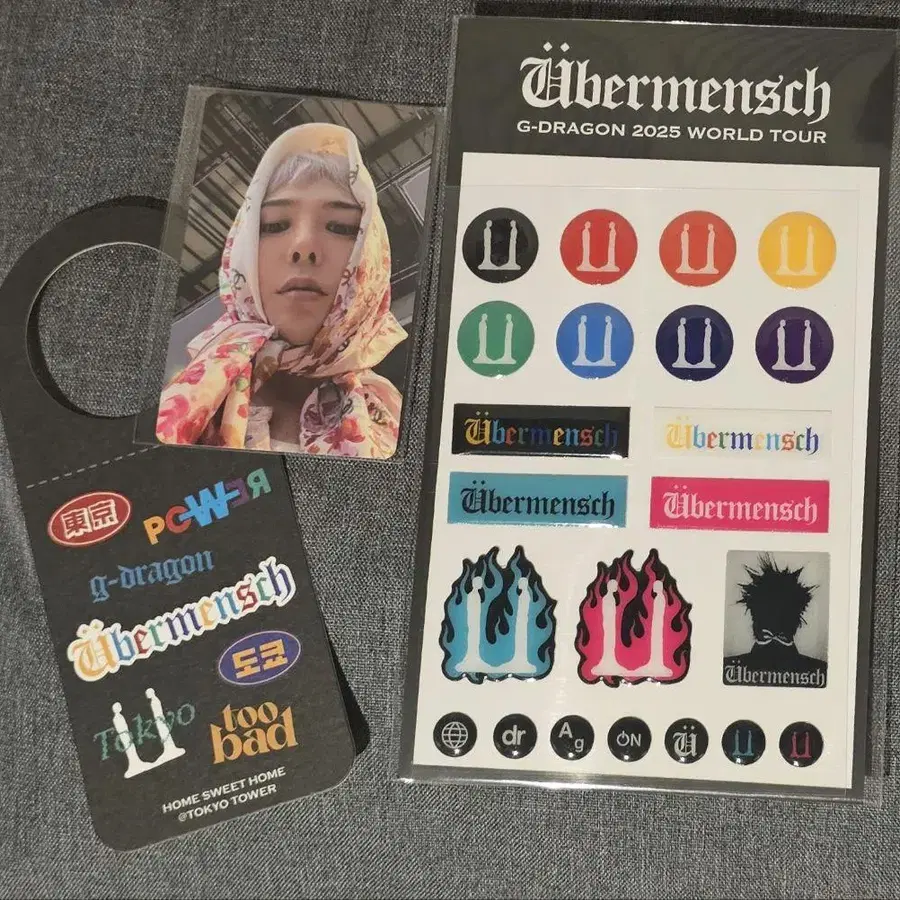 Übermensch
G-DRAGON 2025 WORLD TOUR
Übermensch
Übermensch
Übermensch
Übermensch
Übermensch
dr
Ag
ON
Ü
東京
POWER
g-dragon
Übermensch
도쿄
Tokyo
too
bad
HOME SWEET HOME
@TOKYO TOWER